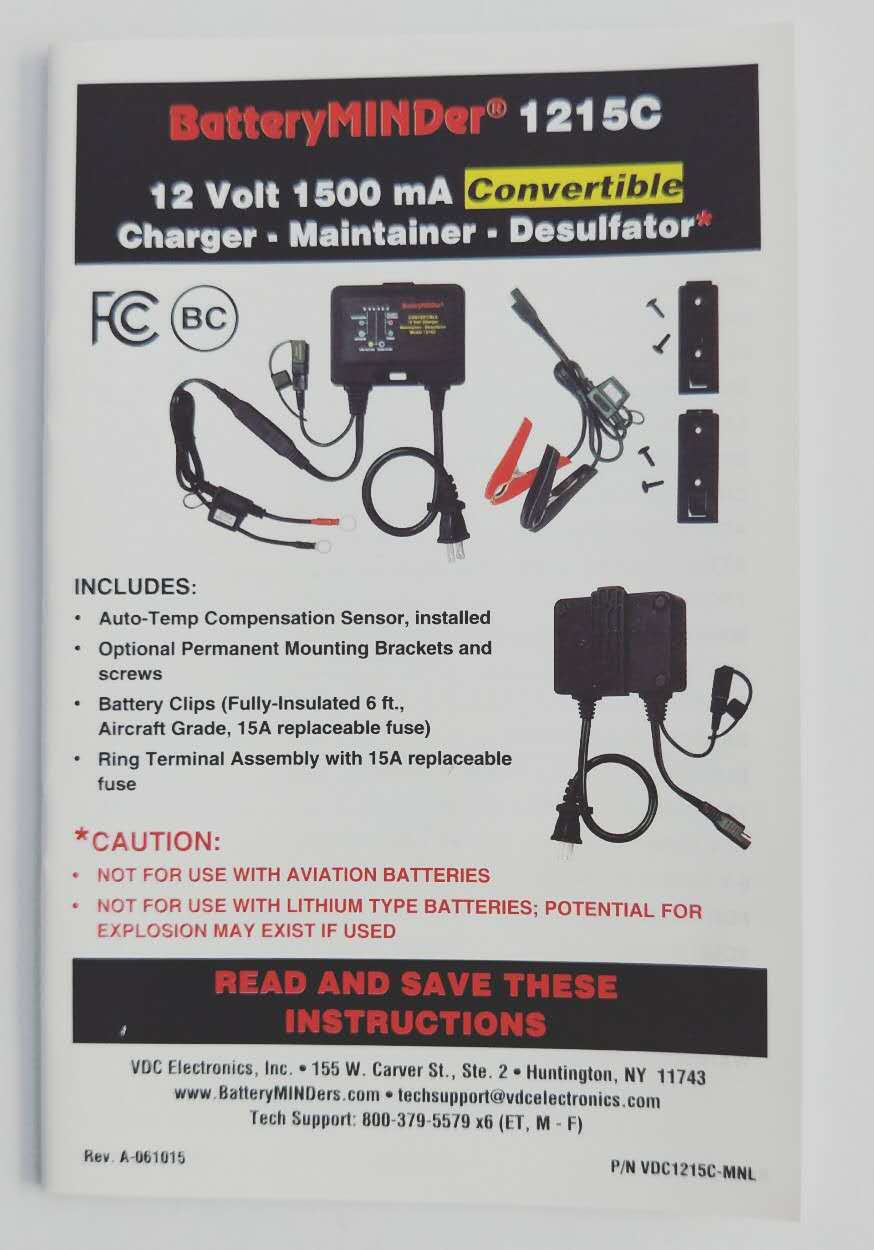 BatteryMINDer® 1215C
12 Volt 1500 mA Convertible
Charger - Maintainer - Desulfator*
FC
BC
BatteryMINDer®
INCLUDES:
• Auto-Temp Compensation Sensor, installed
• Optional Permanent Mounting Brackets and
screws
• Battery Clips (Fully-Insulated 6 ft.,
Aircraft Grade, 15A replaceable fuse)
• Ring Terminal Assembly with 15A replaceable
fuse
*CAUTION:
• NOT FOR USE WITH AVIATION BATTERIES
• NOT FOR USE WITH LITHIUM TYPE BATTERIES; POTENTIAL FOR
EXPLOSION MAY EXIST IF USED
READ AND SAVE THESE
INSTRUCTIONS
VDC Electronics, Inc. • 155 W. Carver St., Ste. 2 • Huntington, NY 11743
www.BatteryMINDers.com • techsupport@vdcelectronics.com
Tech Support: 800-379-5579 x6 (ET, M - F)
Rev. A-061015
P/N VDC1215C-MNL